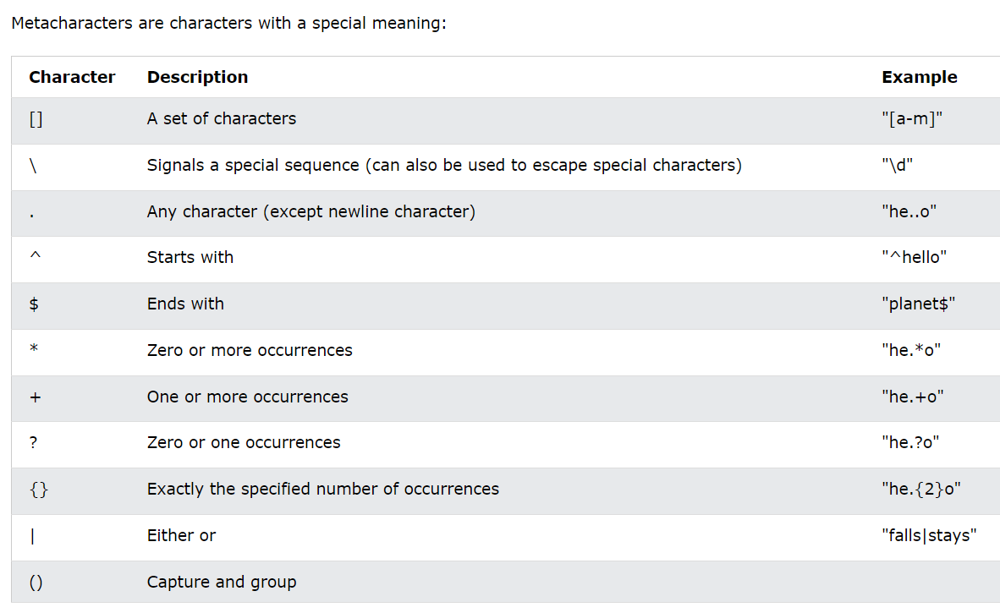 Metacharacters are characters with a special meaning:
Character Description Example
[] A set of characters "[a-m]"
\ Signals a special sequence (can also be used to escape special characters) "\d"
. Any character (except newline character) "he..o"
^ Starts with "^hello"
$ Ends with "planet$"
* Zero or more occurrences "he.*o"
+ One or more occurrences "he.+o"
? Zero or one occurrences "he.?o"
{} Exactly the specified number of occurrences "he.{2}o"
| Either or "falls|stays"
() Capture and group